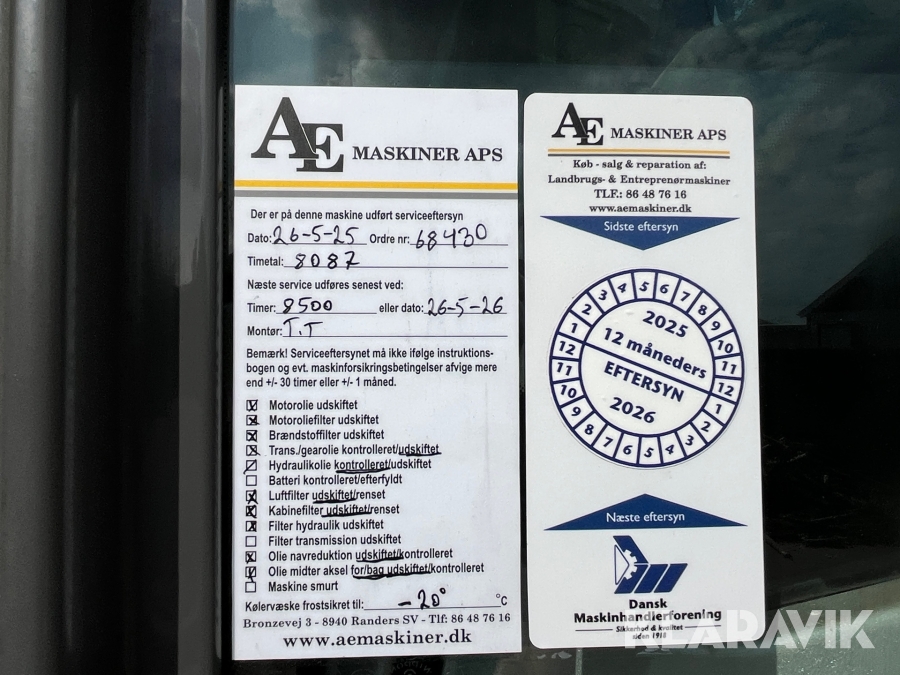 AE MASKINER APS
Der er på denne maskine udført serviceeftersyn
Dato: 26-5-25 Ordre nr: 68430
Timetal: 8087
Næste service udføres senest ved:
Timer: 8500 eller dato: 26-5-26
Montør: T.T
Bemærk! Serviceeftersynet må ikke ifølge instruktions-
bogen og evt. maskinforsikringsbetingelser afvige mere
end +/- 30 timer eller +/- 1 måned.
Motorolie udskiftet
Motoroliefilter udskiftet
Brændstoffilter udskiftet
Trans./gearolie kontrolleret/udskiftet
Hydraulikolie kontrolleret/udskiftet
Batteri kontrolleret/efterfyldt
Luftfilter udskiftet/renset
Kabinefilter udskiftet/renset
Filter hydraulik udskiftet
Filter transmission udskiftet
Olie navreduktion udskiftet/kontrolleret
Olie midter aksel for/bag udskiftet/kontrolleret
Maskine smurt
Kølervæske frostsikret til: -20° °C
Bronzevej 3 - 8940 Randers SV - Tlf: 86 48 76 16
www.aemaskiner.dk
AE MASKINER APS
Køb - salg & reparation af:
Landbrugs- & Entreprenørmaskiner
TLF.: 86 48 76 16
www.aemaskiner.dk
Sidste eftersyn
1 2 3 4 5 6 7 8 9 10 11 12
2025
12 måneders
EFTERSYN
2026
12 11 10 9 8 7 6 5 4 3 2 1
Næste eftersyn
Dansk
Maskinhandlerforening
Sikkerhed & kvalitet
siden 1918
KLARAVIK